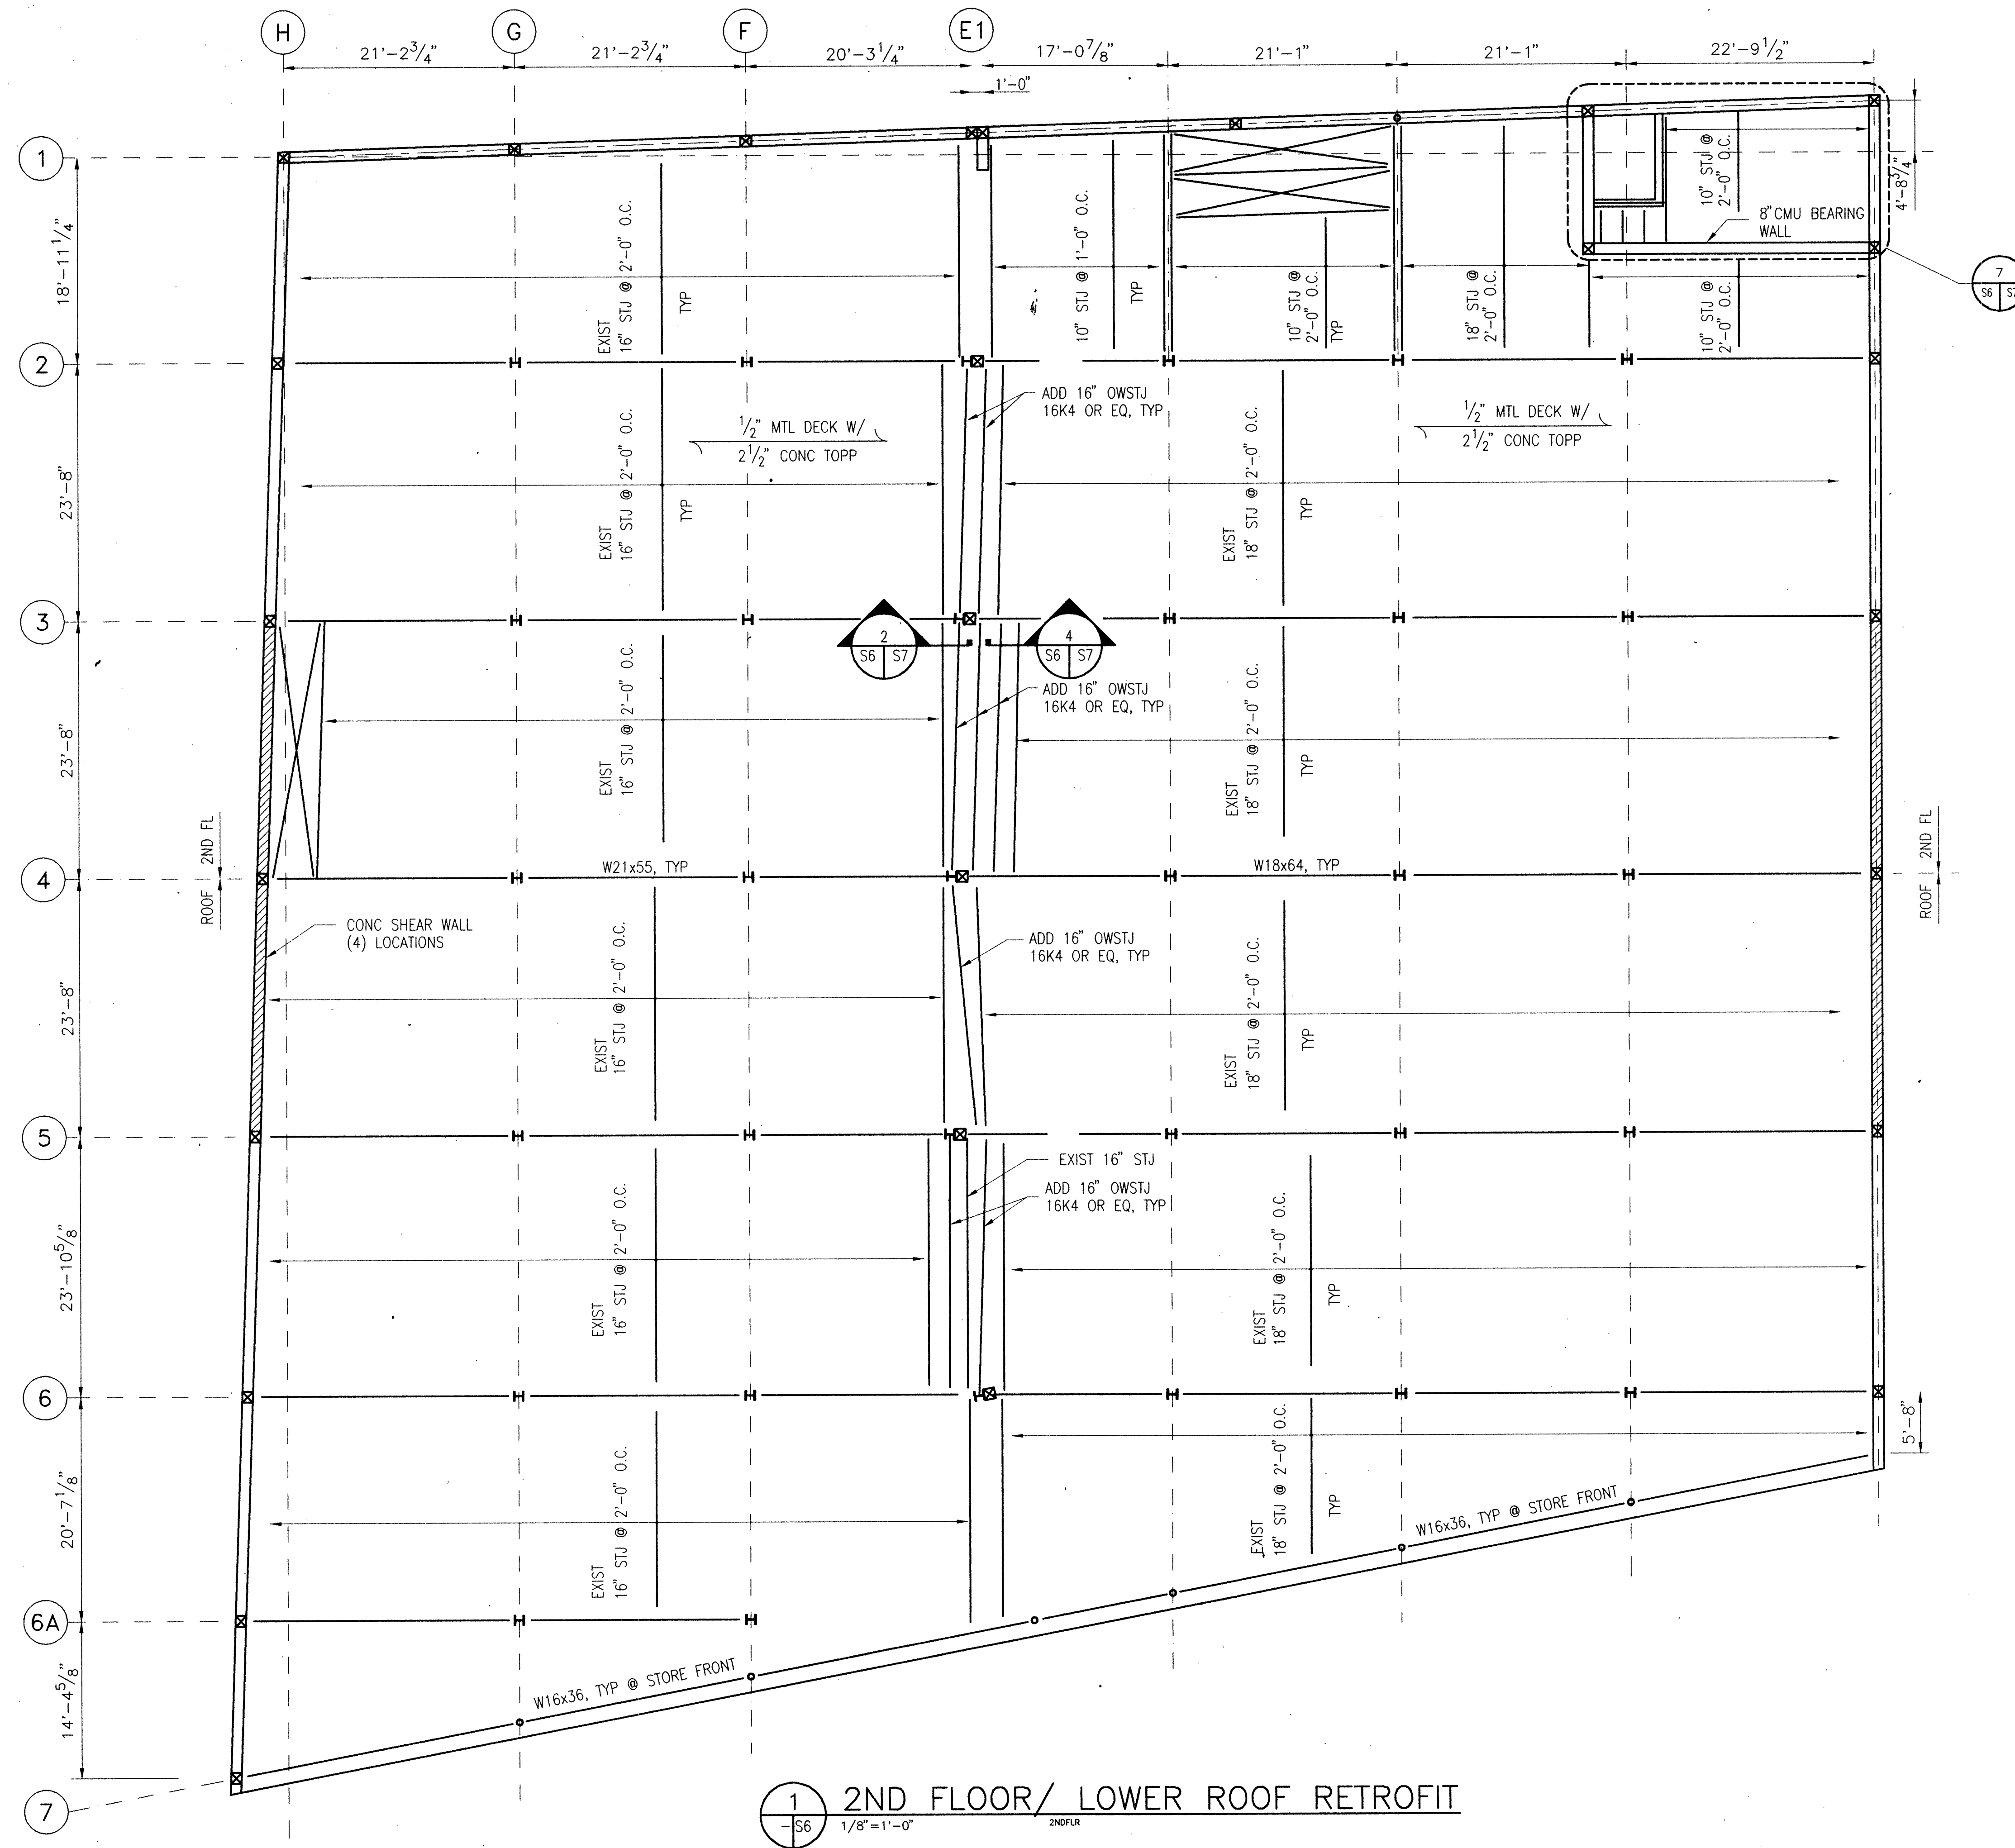 H
G
F
E1
21'-2 3/4"
21'-2 3/4"
20'-3 1/4"
17'-0 7/8"
21'-1"
21'-1"
22'-9 1/2"
1'-0"
1
18'-11 1/4"
EXIST
16" STJ @ 2'-0" O.C.
TYP
10" STJ @ 1'-0" O.C.
TYP
10" STJ @
2'-0" O.C.
TYP
18" STJ @
2'-0" O.C.
10" STJ @
2'-0" O.C.
8" CMU BEARING
WALL
10" STJ @
2'-0" O.C.
4'-8 3/4"
7
S6
2
23'-8"
EXIST
16" STJ @ 2'-0" O.C.
TYP
1/2" MTL DECK W/
2 1/2" CONC TOPP
ADD 16" OWSTJ
16K4 OR EQ, TYP
EXIST
18" STJ @ 2'-0" O.C.
TYP
1/2" MTL DECK W/
2 1/2" CONC TOPP
3
23'-8"
2
S6 S7
4
S6 S7
EXIST
16" STJ @ 2'-0" O.C.
ADD 16" OWSTJ
16K4 OR EQ, TYP
EXIST
18" STJ @ 2'-0" O.C.
TYP
2ND FL
ROOF
2ND FL
ROOF
4
W21x55, TYP
W18x64, TYP
23'-8"
CONC SHEAR WALL
(4) LOCATIONS
EXIST
16" STJ @ 2'-0" O.C.
ADD 16" OWSTJ
16K4 OR EQ, TYP
EXIST
18" STJ @ 2'-0" O.C.
TYP
5
23'-10 5/8"
EXIST
16" STJ @ 2'-0" O.C.
EXIST 16" STJ
ADD 16" OWSTJ
16K4 OR EQ, TYP
EXIST
18" STJ @ 2'-0" O.C.
TYP
6
20'-7 1/8"
EXIST
16" STJ @ 2'-0" O.C.
EXIST
18" STJ @ 2'-0" O.C.
TYP
5'-8"
W16x36, TYP @ STORE FRONT
6A
14'-4 5/8"
W16x36, TYP @ STORE FRONT
7
1
- S6
2ND FLOOR/ LOWER ROOF RETROFIT
1/8"=1'-0"
2NDFLR